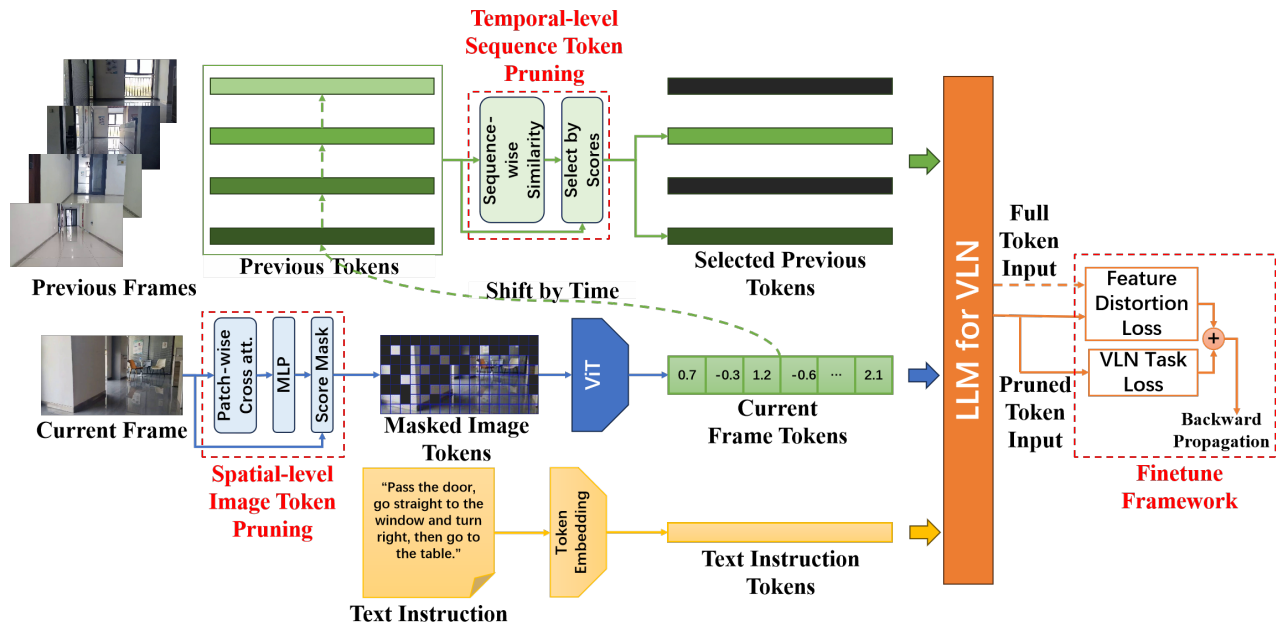 Temporal-level
Sequence Token
Pruning
Sequence-
wise
Similarity
Select by
Scores
Previous Frames
Previous Tokens
Selected Previous
Tokens
Shift by Time
LLM for VLN
Full
Token
Input
Feature
Distortion
Loss
VLN Task
Loss
+
Pruned
Token
Input
Backward
Propagation
Finetune
Framework
Current Frame
Patch-wise
Cross att.
MLP
Score Mask
Spatial-level
Image Token
Pruning
Masked Image
Tokens
ViT
0.7 -0.3 1.2 -0.6 ... 2.1
Current
Frame Tokens
“Pass the door,
go straight to the
window and turn
right, then go to
the table.”
Text Instruction
Token
Embedding
Text Instruction
Tokens